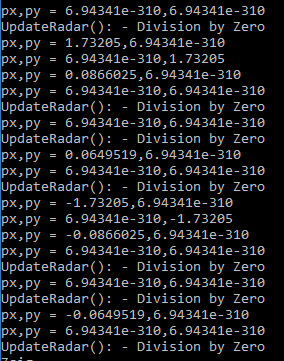 px,py = 6.94341e-310,6.94341e-310
UpdateRadar(): - Division by Zero
px,py = 1.73205,6.94341e-310
px,py = 6.94341e-310,1.73205
px,py = 0.0866025,6.94341e-310
px,py = 6.94341e-310,6.94341e-310
UpdateRadar(): - Division by Zero
px,py = 6.94341e-310,6.94341e-310
UpdateRadar(): - Division by Zero
px,py = 0.0649519,6.94341e-310
px,py = 6.94341e-310,6.94341e-310
UpdateRadar(): - Division by Zero
px,py = -1.73205,6.94341e-310
px,py = 6.94341e-310,-1.73205
px,py = -0.0866025,6.94341e-310
px,py = 6.94341e-310,6.94341e-310
UpdateRadar(): - Division by Zero
px,py = 6.94341e-310,6.94341e-310
UpdateRadar(): - Division by Zero
px,py = -0.0649519,6.94341e-310
px,py = 6.94341e-310,6.94341e-310
UpdateRadar(): - Division by Zero